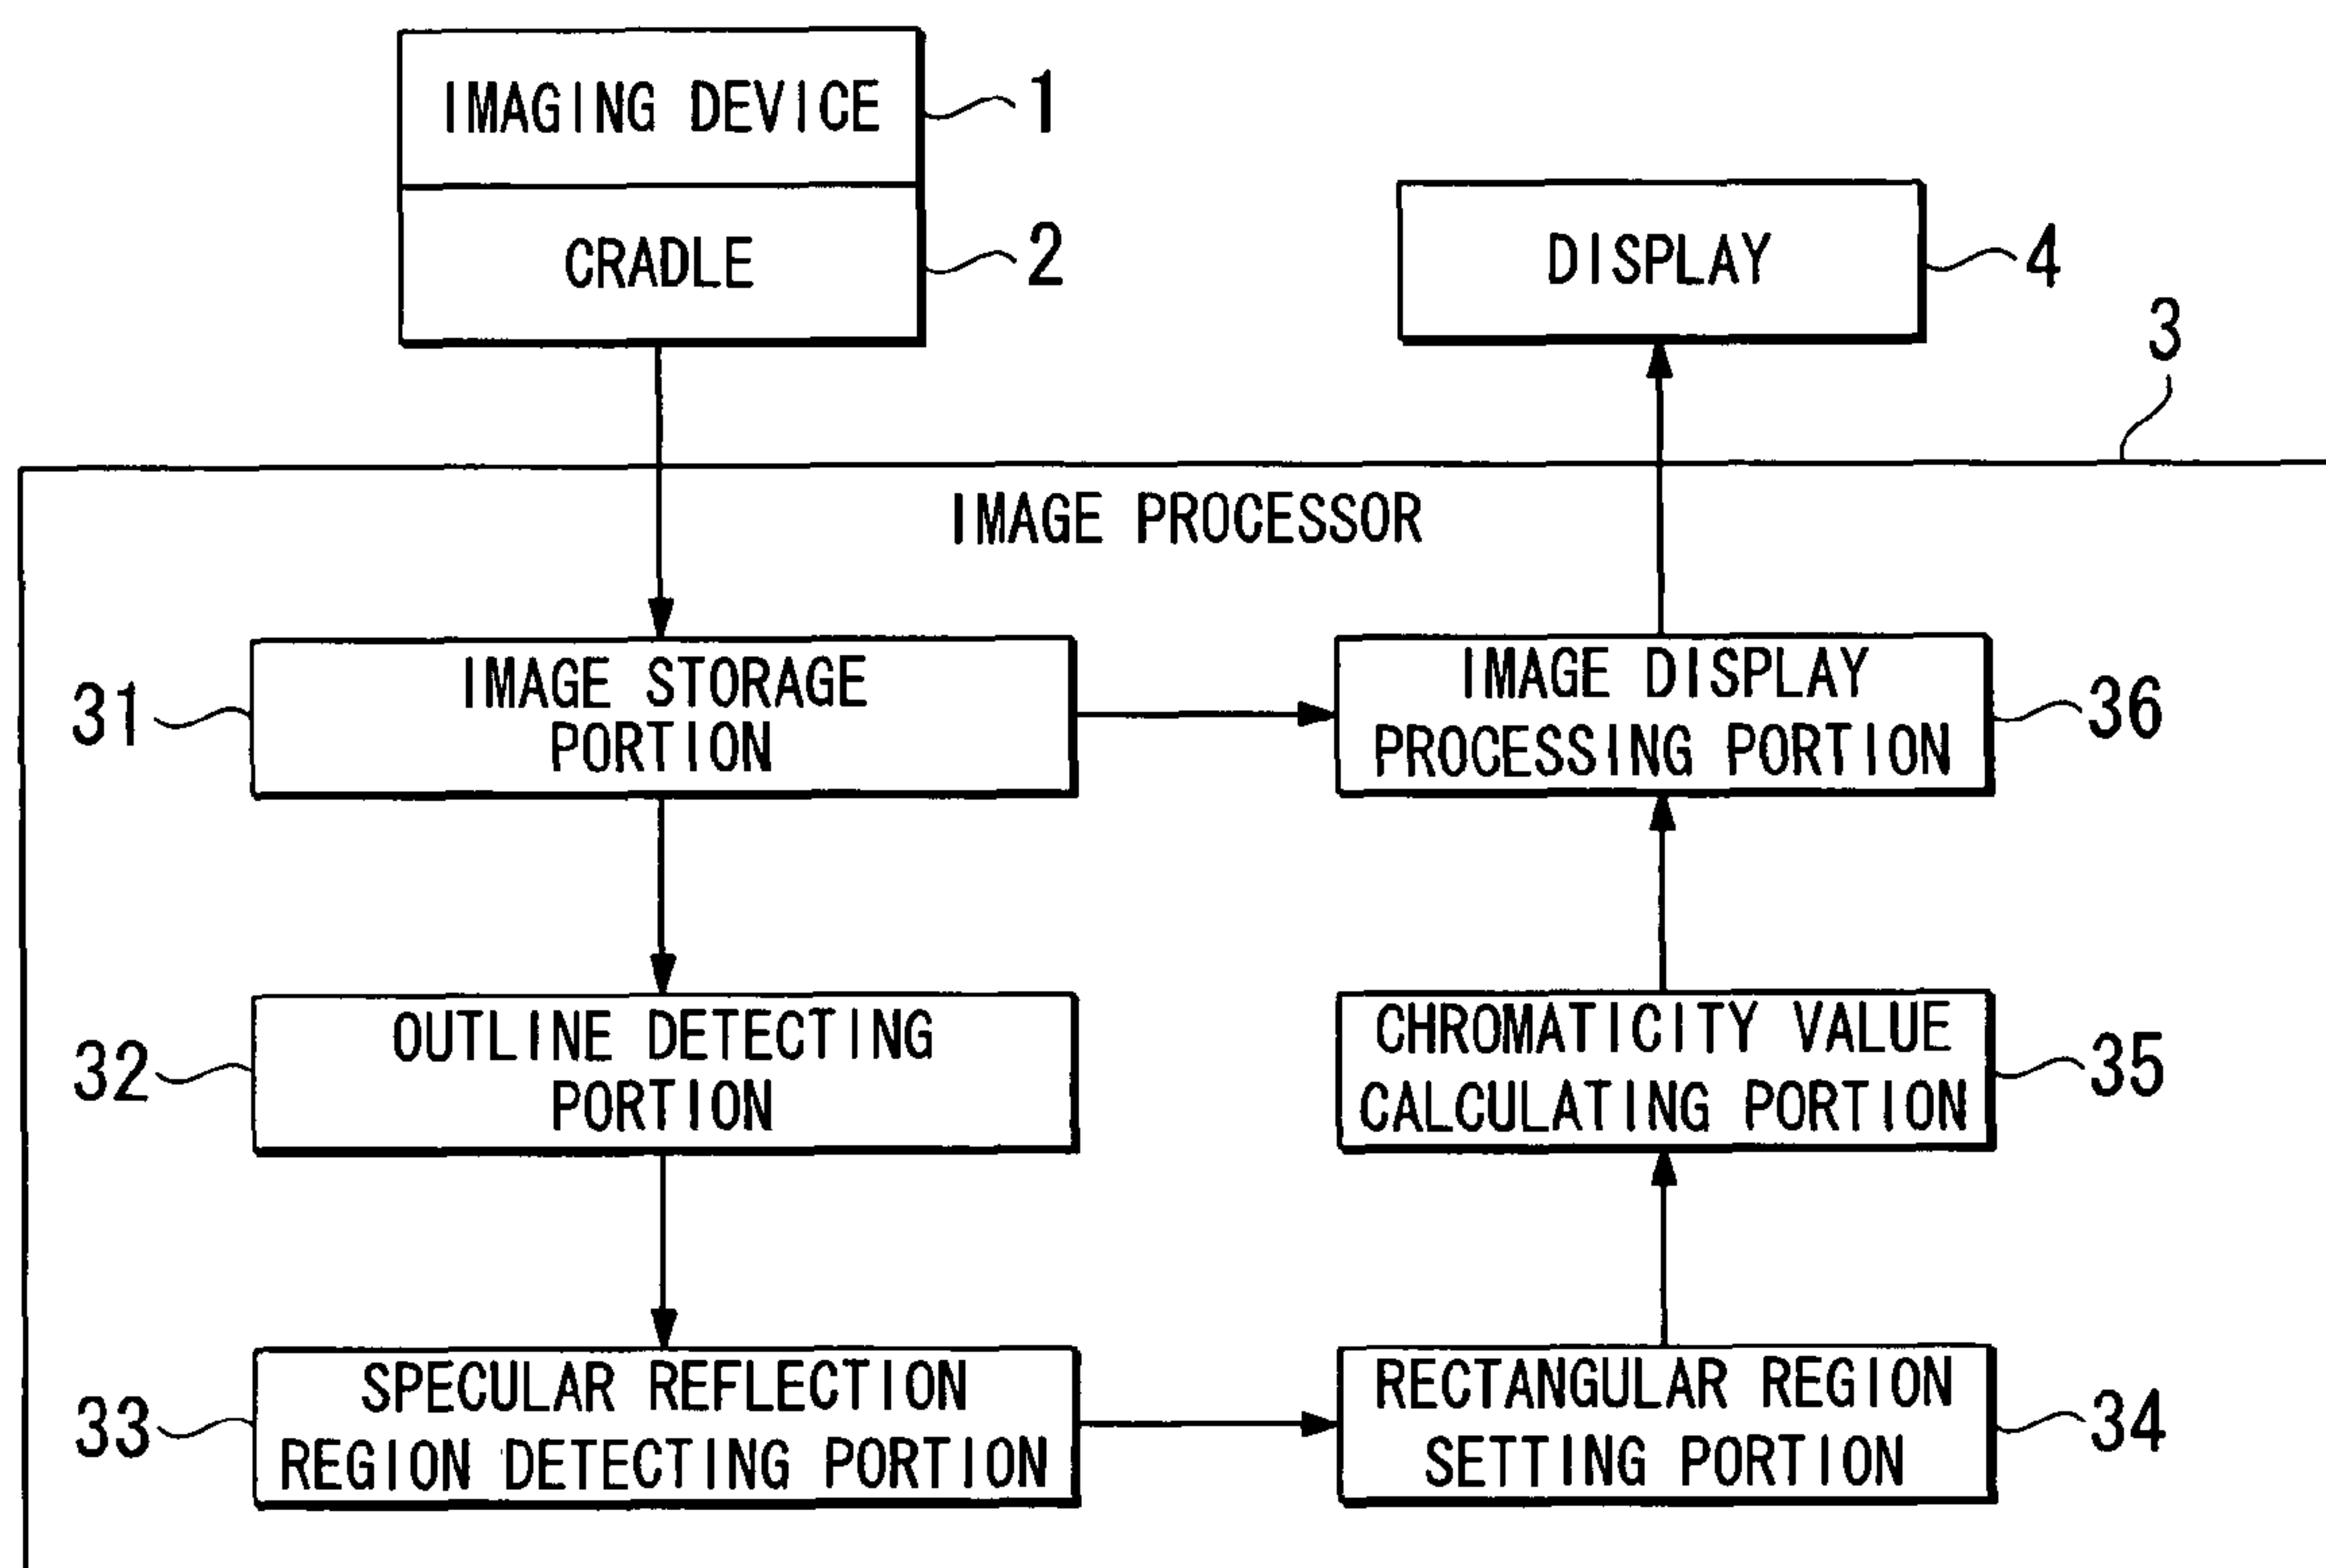 IMAGING DEVICE
1
CRADLE
2
DISPLAY
4
3
IMAGE PROCESSOR
31
IMAGE STORAGE
PORTION
IMAGE DISPLAY
PROCESSING PORTION
36
32
OUTLINE DETECTING
PORTION
CHROMATICITY VALUE
CALCULATING PORTION
35
33
SPECULAR REFLECTION
REGION DETECTING PORTION
RECTANGULAR REGION
SETTING PORTION
34